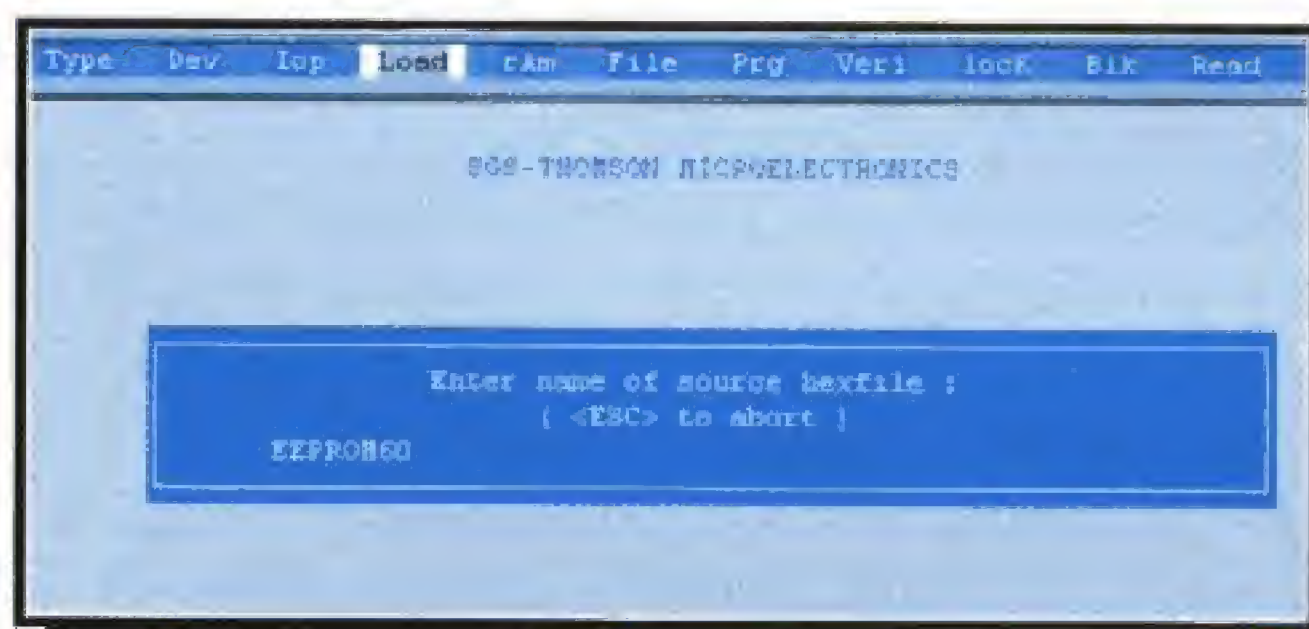 Type Dev Iop Load rAm File Prg Veri locK Blk Read
SGS-THOMSON MICROELECTRONICS
Enter name of source hexfile :
( <ESC> to abort )
EEPROM60